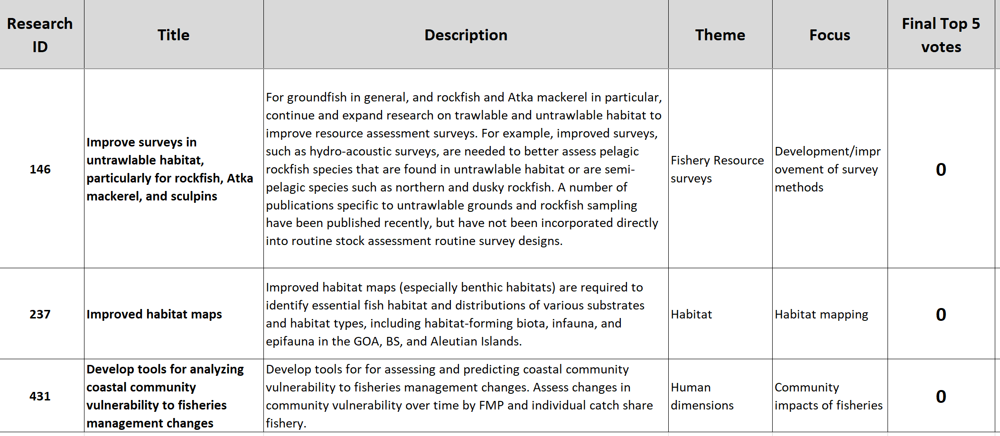 Research
ID
Title
Description
Theme
Focus
Final Top 5
votes
146
Improve surveys in
untrawlable habitat,
particularly for rockfish, Atka
mackerel, and sculpins
For groundfish in general, and rockfish and Atka mackerel in particular,
continue and expand research on trawlable and untrawlable habitat to
improve resource assessment surveys. For example, improved surveys,
such as hydro-acoustic surveys, are needed to better assess pelagic
rockfish species that are found in untrawlable habitat or are semi-
pelagic species such as northern and dusky rockfish. A number of
publications specific to untrawlable grounds and rockfish sampling
have been published recently, but have not been incorporated directly
into routine stock assessment routine survey designs.
Fishery Resource
surveys
Development/impr
ovement of survey
methods
0
237
Improved habitat maps
Improved habitat maps (especially benthic habitats) are required to
identify essential fish habitat and distributions of various substrates
and habitat types, including habitat-forming biota, infauna, and
epifauna in the GOA, BS, and Aleutian Islands.
Habitat
Habitat mapping
0
431
Develop tools for analyzing
coastal community
vulnerability to fisheries
management changes
Develop tools for for assessing and predicting coastal community
vulnerability to fisheries management changes. Assess changes in
community vulnerability over time by FMP and individual catch share
fishery.
Human
dimensions
Community
impacts of fisheries
0